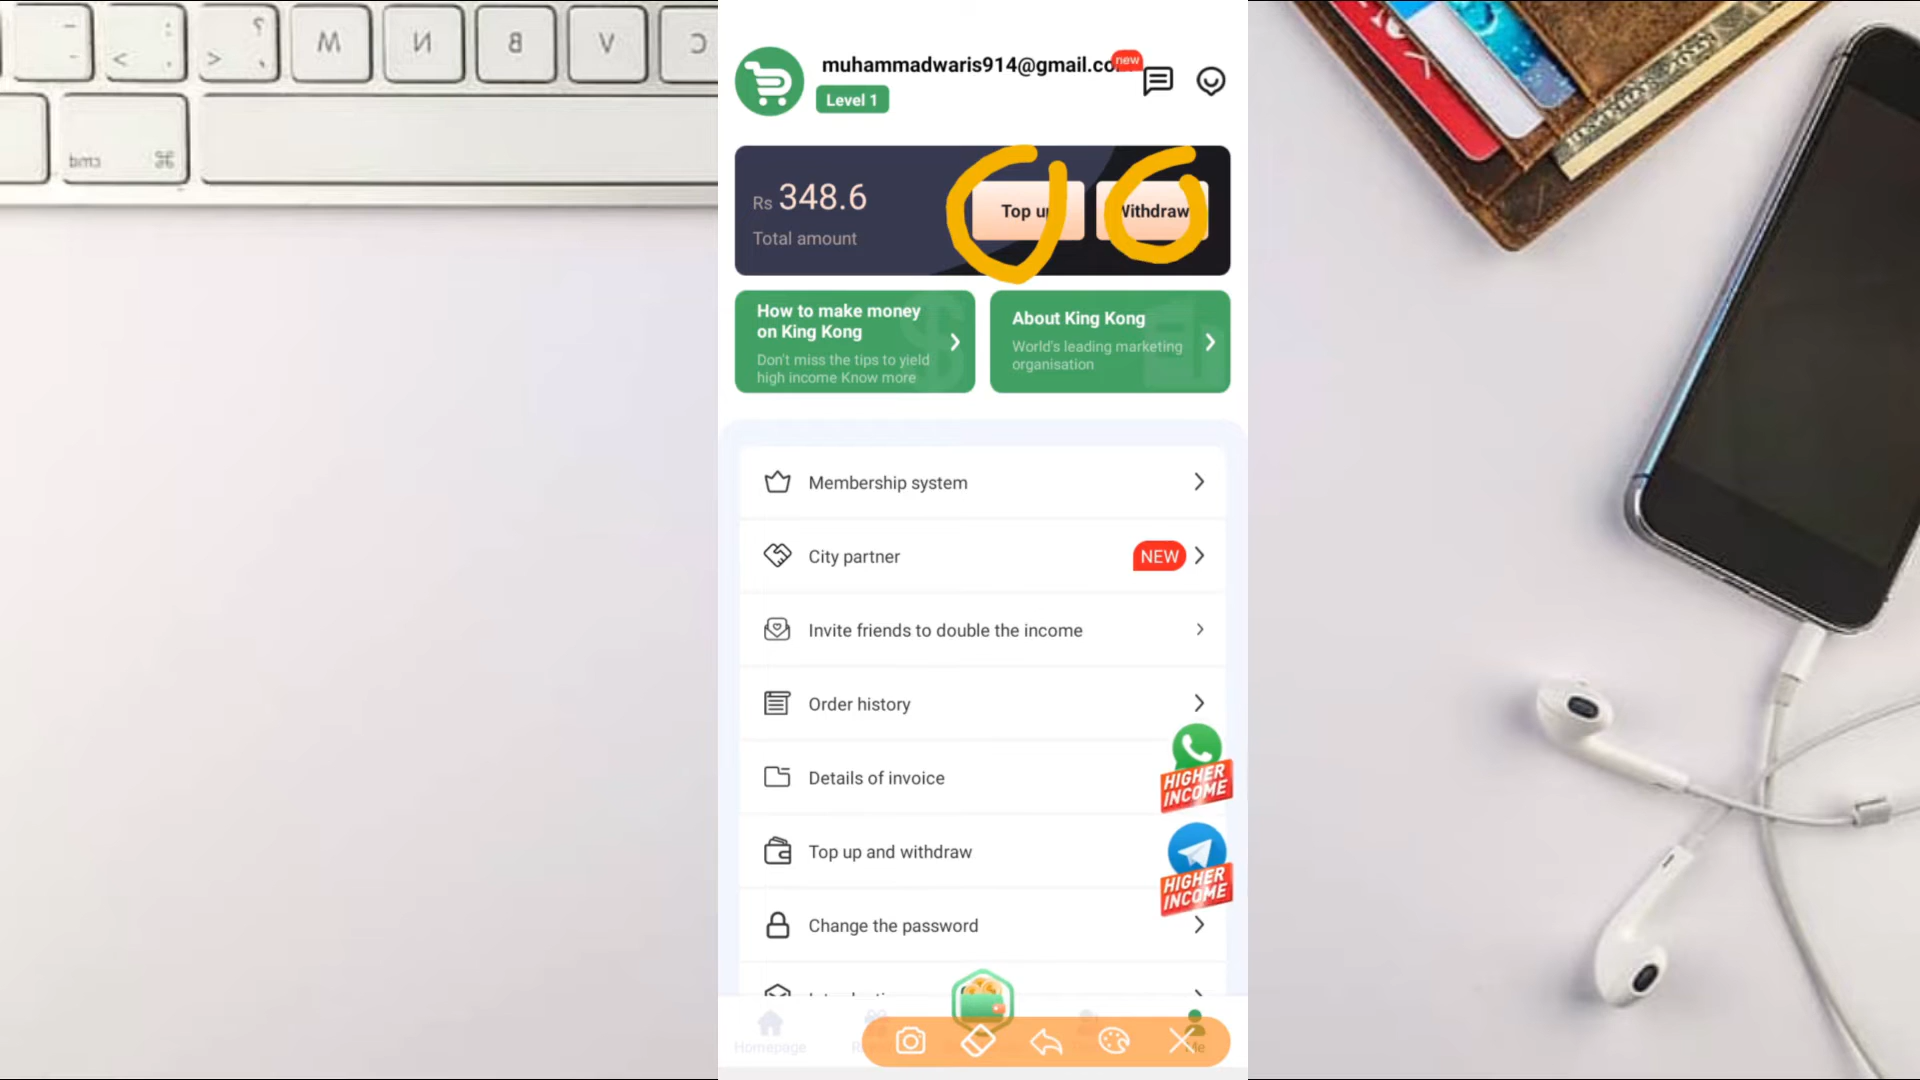 muhammadwaris914@gmail.co
new
Level 1
Rs 348.6
Total amount
Top u
Withdraw
How to make money
on King Kong
Don't miss the tips to yield
high income Know more
About King Kong
World's leading marketing
organisation
Membership system
City partner
NEW
Invite friends to double the income
Order history
HIGHER
INCOME
Details of invoice
Top up and withdraw
HIGHER
INCOME
Change the password
Homepage
Me
M
N
B
V
C
cmd